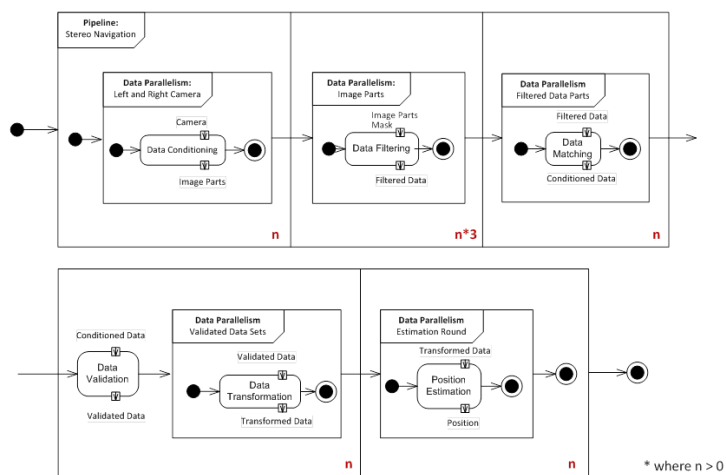 Pipeline:
Stereo Navigation
Data Parallelism:
Left and Right Camera
Camera
Data Conditioning
Image Parts
n
Data Parallelism:
Image Parts
Image Parts
Mask
Data Filtering
Filtered Data
n*3
Data Parallelism
Filtered Data Parts
Filtered Data
Data
Matching
Conditioned Data
n
Conditioned Data
Data
Validation
Validated Data
Data Parallelism
Validated Data Sets
Validated Data
Data
Transformation
Transformed Data
n
Data Parallelism
Estimation Round
Transformed Data
Position
Estimation
Position
n
* where n > 0